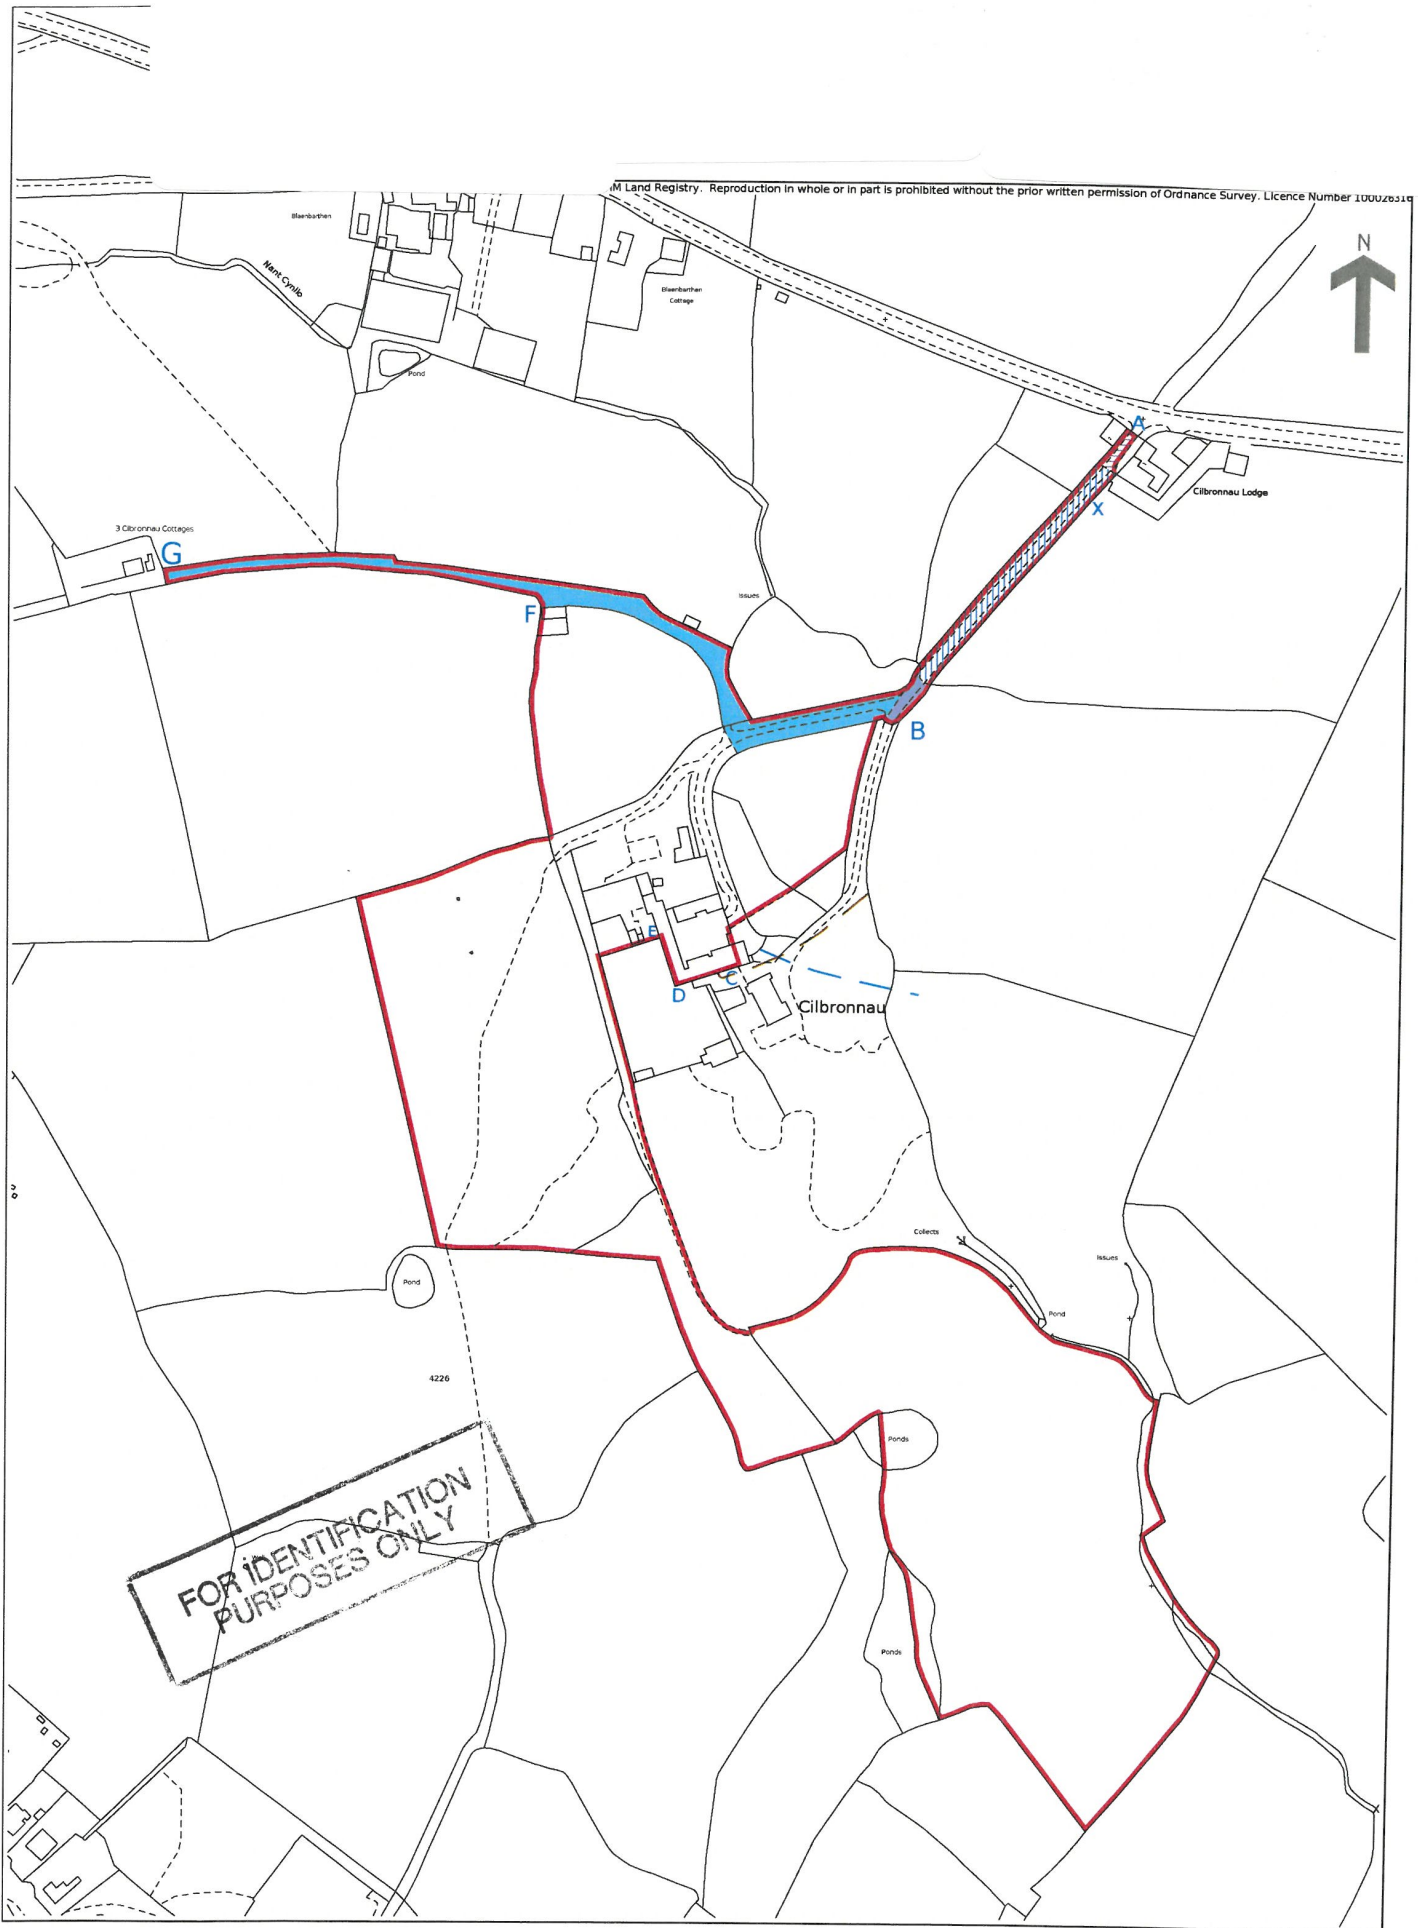 M Land Registry. Reproduction in whole or in part is prohibited without the prior written permission of Ordnance Survey. Licence Number 100026316
Blaenbarthen
N
Nant Cynllo
Blaenbarthen
Cottage
Pond
A
Cilbronnau Lodge
X
3 Cilbronnau Cottages
G
Issues
F
B
E
C
D
Cilbronnau
Collects
Issues
Pond
Pond
4226
Ponds
FOR IDENTIFICATION
PURPOSES ONLY
Ponds